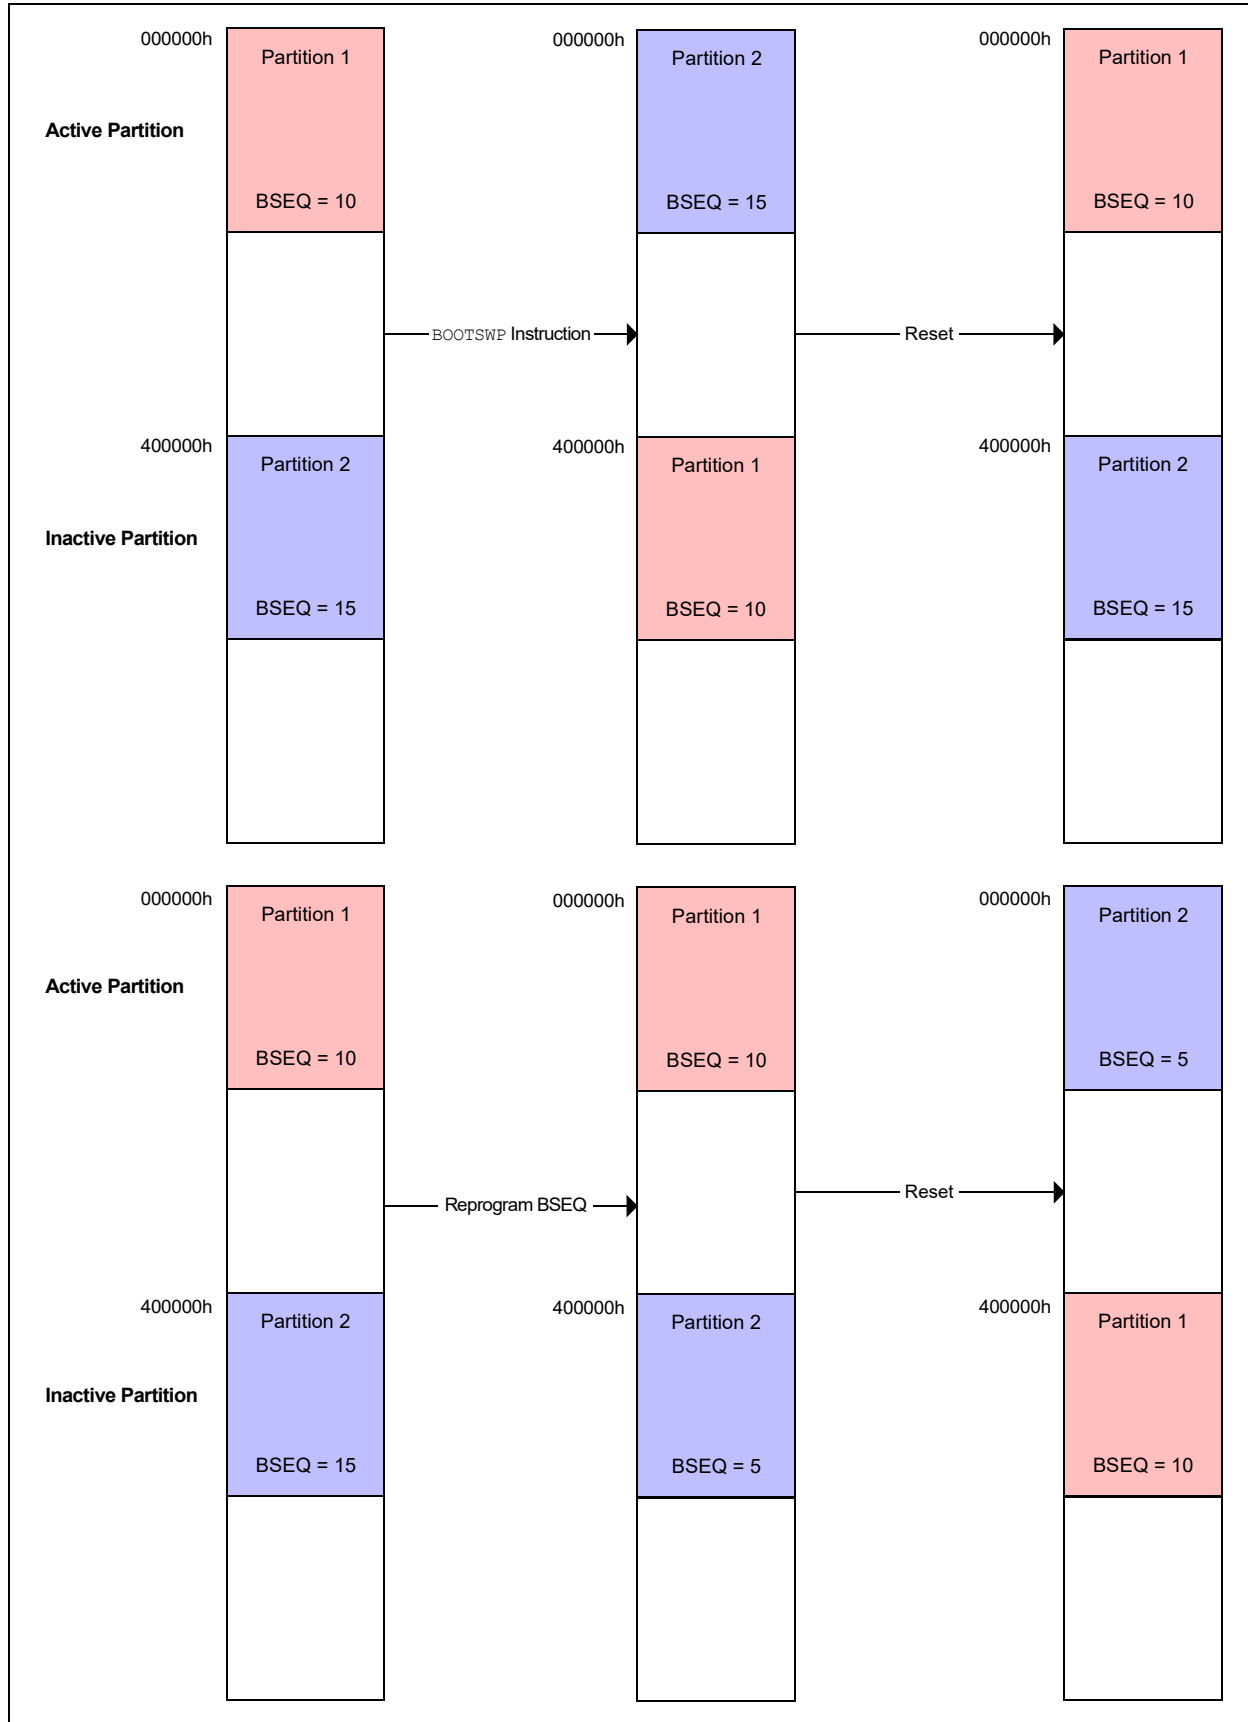 000000h
Partition 1
000000h
Partition 2
000000h
Partition 1
Active Partition
BSEQ = 10
BSEQ = 15
BSEQ = 10
BOOTSWP Instruction
Reset
400000h
Partition 2
400000h
Partition 1
400000h
Partition 2
Inactive Partition
BSEQ = 15
BSEQ = 10
BSEQ = 15
000000h
Partition 1
000000h
Partition 1
000000h
Partition 2
Active Partition
BSEQ = 10
BSEQ = 10
BSEQ = 5
Reprogram BSEQ
Reset
400000h
Partition 2
400000h
Partition 2
400000h
Partition 1
Inactive Partition
BSEQ = 15
BSEQ = 5
BSEQ = 10